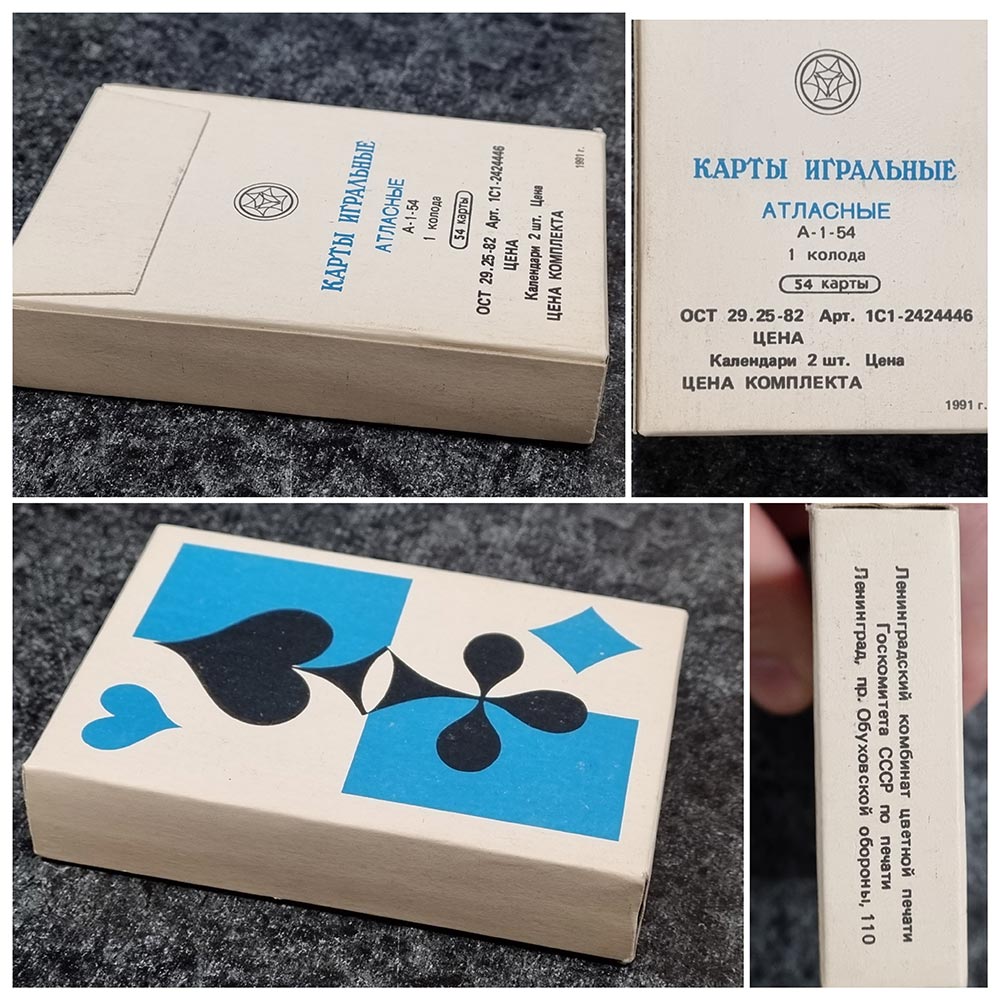 КАРТЫ ИГРАЛЬНЫЕ
АТЛАСНЫЕ
А-1-54
1 колода
54 карты
ОСТ 29.25-82 Арт. 1С1-2424446
ЦЕНА
Календари 2 шт. Цена
ЦЕНА КОМПЛЕКТА
1991 г.
КАРТЫ ИГРАЛЬНЫЕ
АТЛАСНЫЕ
А-1-54
1 колода
54 карты
ОСТ 29.25-82 Арт. 1С1-2424446
ЦЕНА
Календари 2 шт. Цена
ЦЕНА КОМПЛЕКТА
1991 г.
Ленинградский комбинат цветной печати
Госкомитета СССР по печати
Ленинград, пр. Обуховской обороны, 110